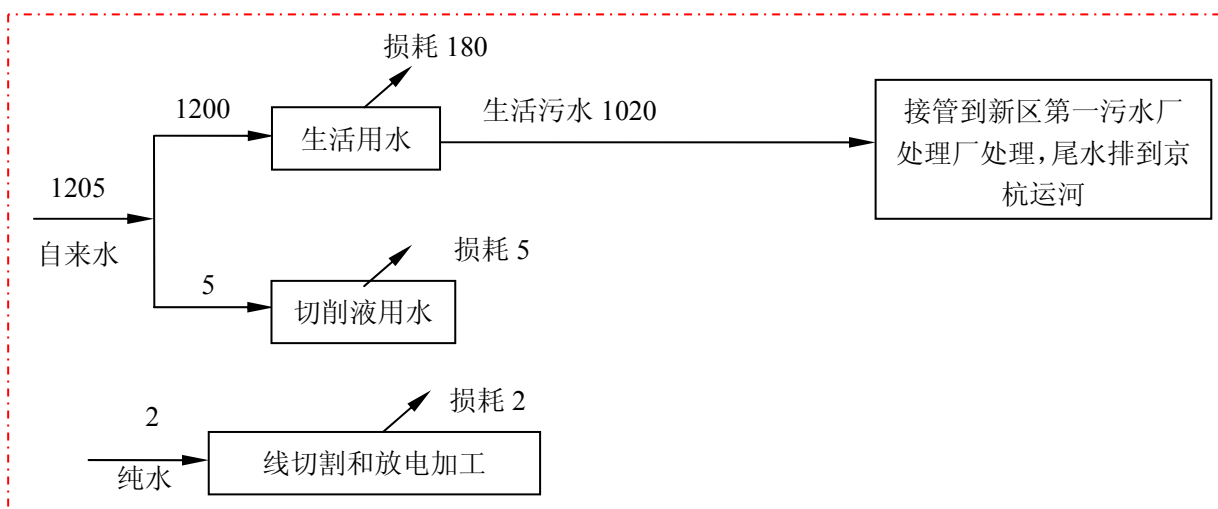 损耗 180
1200
生活用水
生活污水 1020
接管到新区第一污水厂
处理厂处理，尾水排到京
杭运河
1205
自来水
损耗 5
5
切削液用水
损耗 2
2
纯水
线切割和放电加工